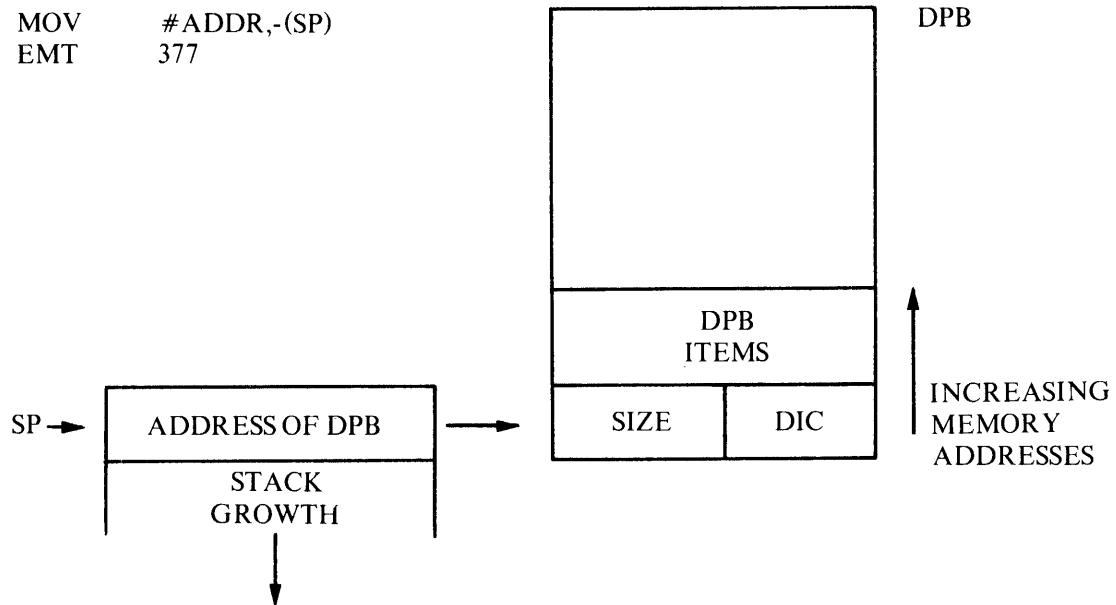 MOV #ADDR,-(SP)
EMT 377
DPB
DPB
ITEMS
SIZE DIC
INCREASING
MEMORY
ADDRESSES
SP ADDRESS OF DPB
STACK
GROWTH